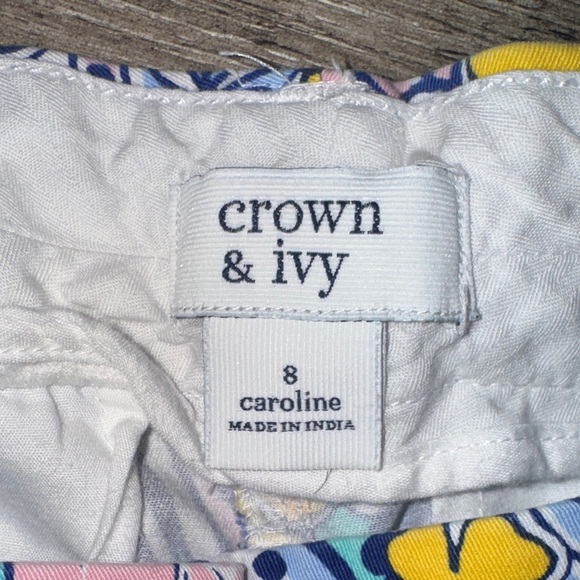 crown
& ivy
8
caroline
MADE IN INDIA